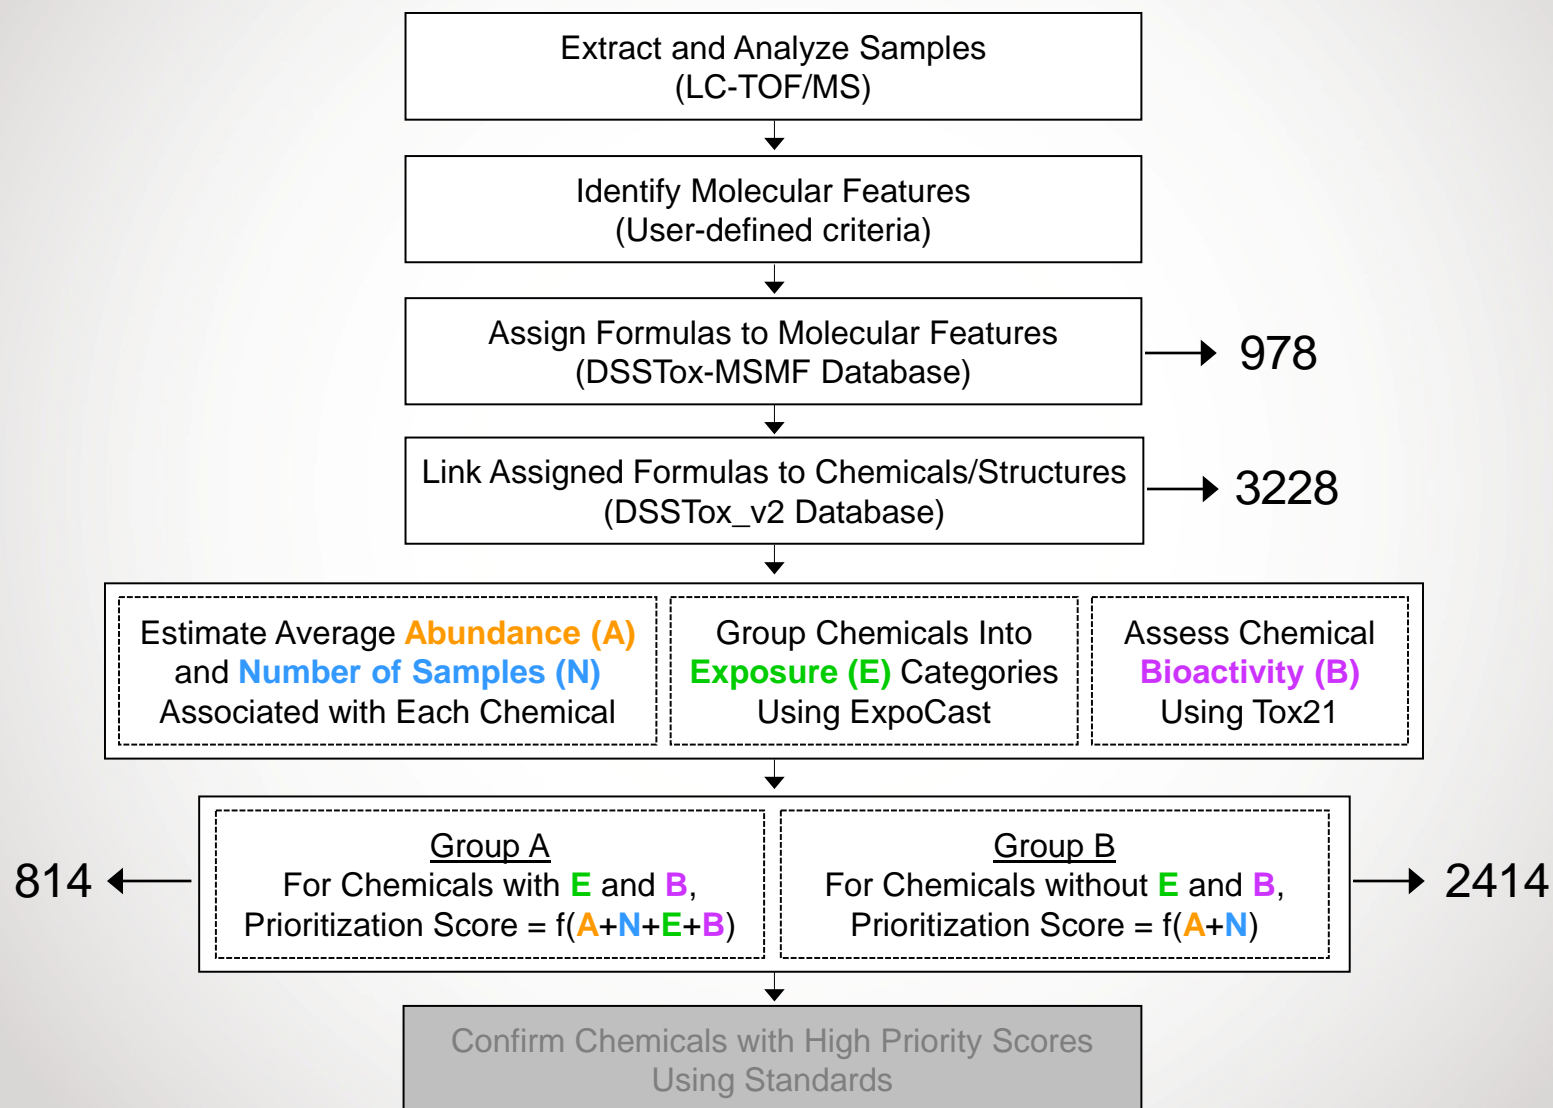 Extract and Analyze Samples
(LC-TOF/MS)
Identify Molecular Features
(User-defined criteria)
Assign Formulas to Molecular Features
(DSSTox-MSMF Database)
978
Link Assigned Formulas to Chemicals/Structures
(DSSTox_v2 Database)
3228
Estimate Average Abundance (A)
and Number of Samples (N)
Associated with Each Chemical
Group Chemicals Into
Exposure (E) Categories
Using ExpoCast
Assess Chemical
Bioactivity (B)
Using Tox21
814
Group A
For Chemicals with E and B,
Prioritization Score = f(A+N+E+B)
Group B
For Chemicals without E and B,
Prioritization Score = f(A+N)
2414
Confirm Chemicals with High Priority Scores
Using Standards